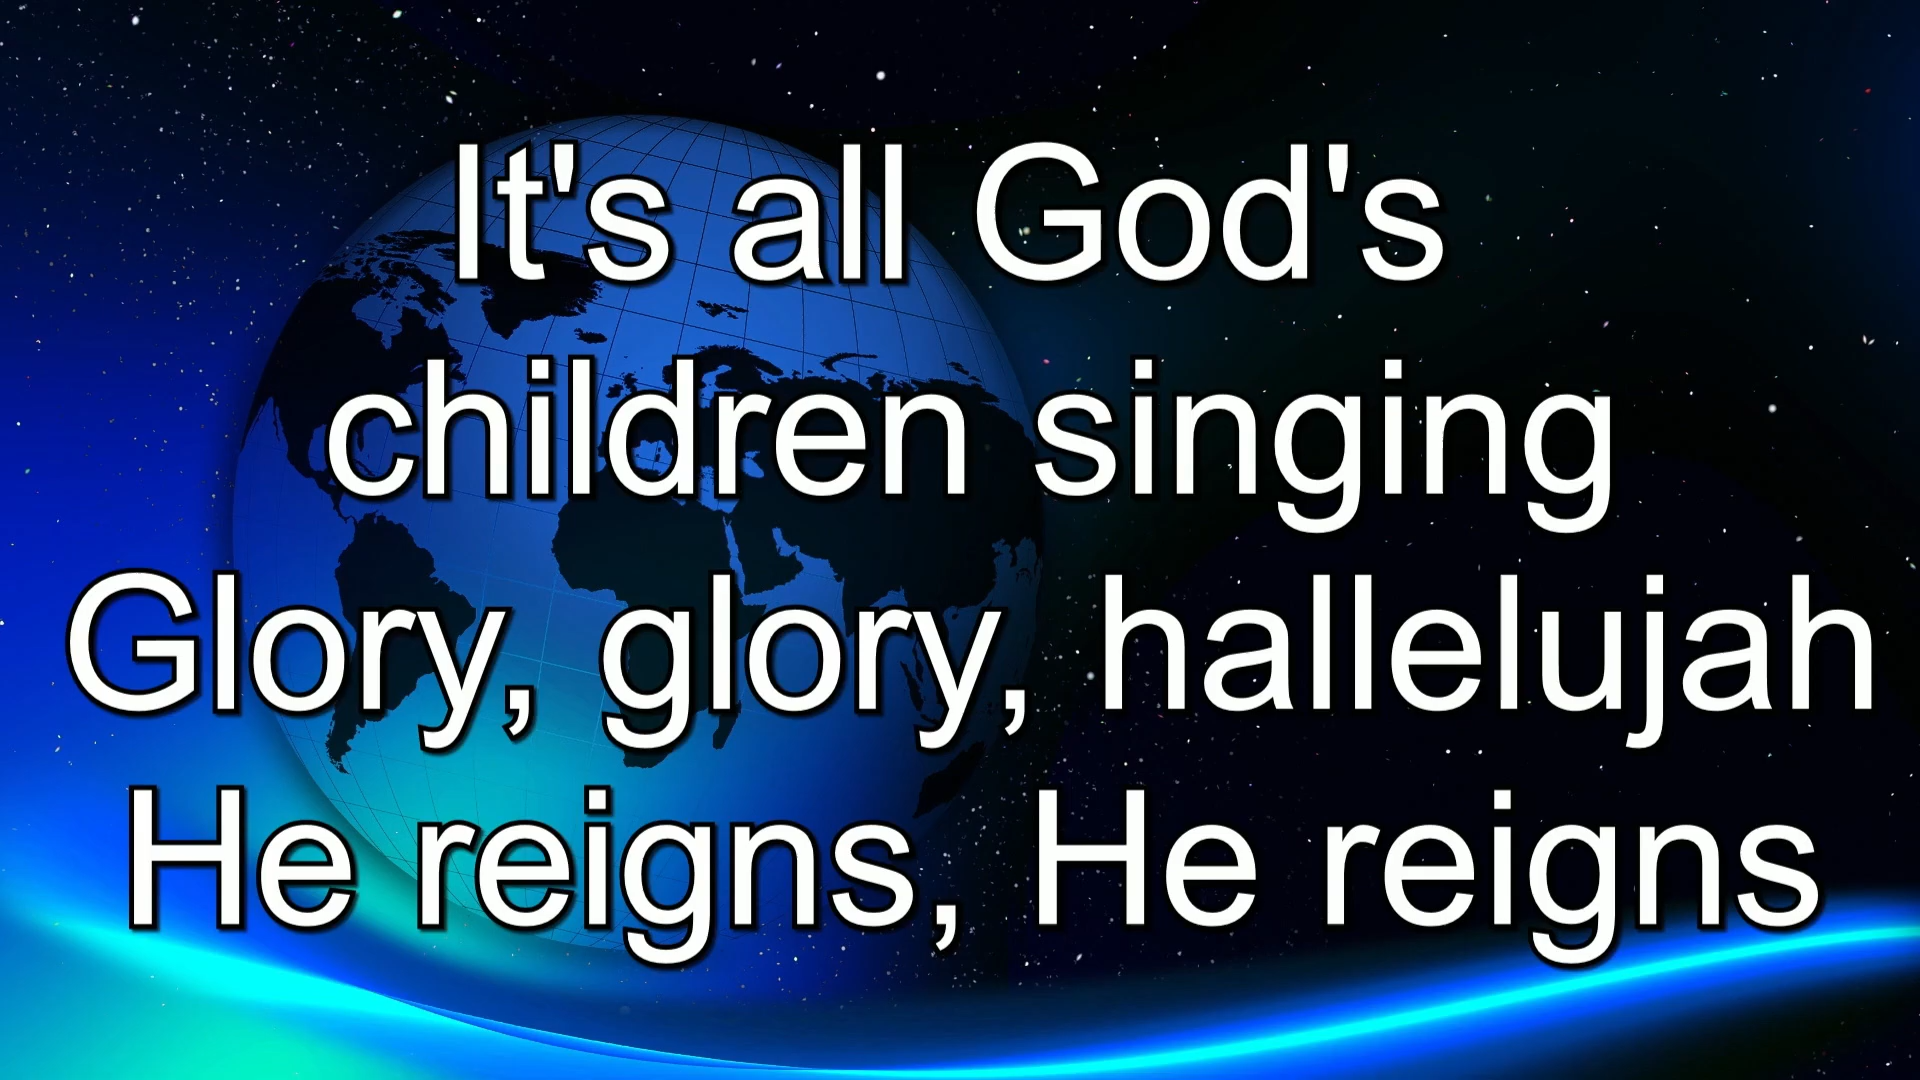 It's all God's
children singing
Glory, glory, hallelujah
He reigns, He reigns